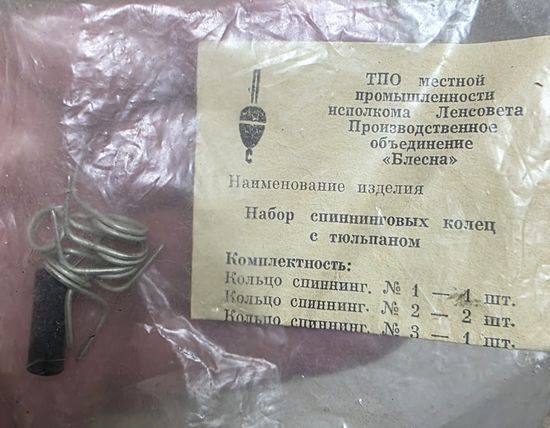 ТПО местной
промышленности
исполкома Ленсовета
Производственное
объединение
«Блесна»
Наименование изделия
Набор спиннинговых колец
с тюльпаном
Комплектность:
Кольцо спиннинг. № 1 — 1 шт.
Кольцо спиннинг. № 2 — 2 шт.
Кольцо спиннинг. № 3 — 1 шт.